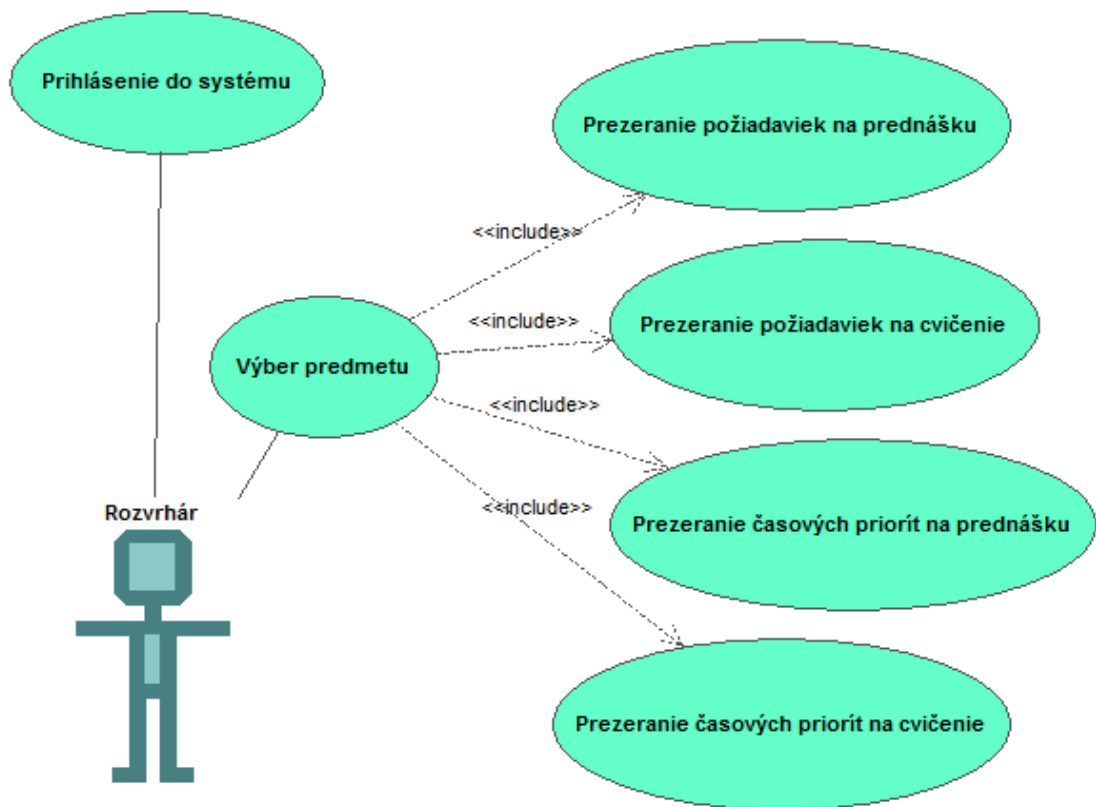 Prihlásenie do systému
Prezeranie požiadaviek na prednášku
<<include>>
Prezeranie požiadaviek na cvičenie
<<include>>
Výber predmetu
<<include>>
Prezeranie časových priorít na prednášku
<<include>>
Rozvrhár
Prezeranie časových priorít na cvičenie